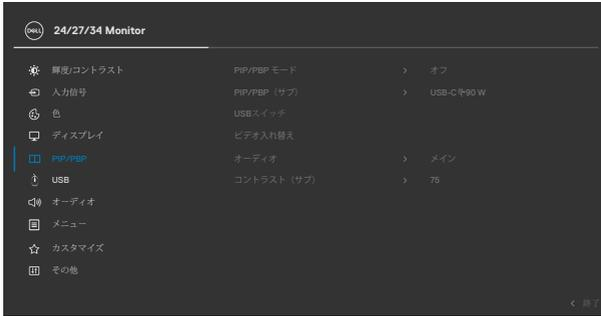 DELL
24/27/34 Monitor
輝度/コントラスト
PIP/PBP モード
オフ
入力信号
PIP/PBP（サブ）
USB-C 90 W
色
USBスイッチ
ディスプレイ
ビデオ入れ替え
PIP/PBP
オーディオ
メイン
USB
コントラスト（サブ）
75
オーディオ
メニュー
カスタマイズ
その他
終了